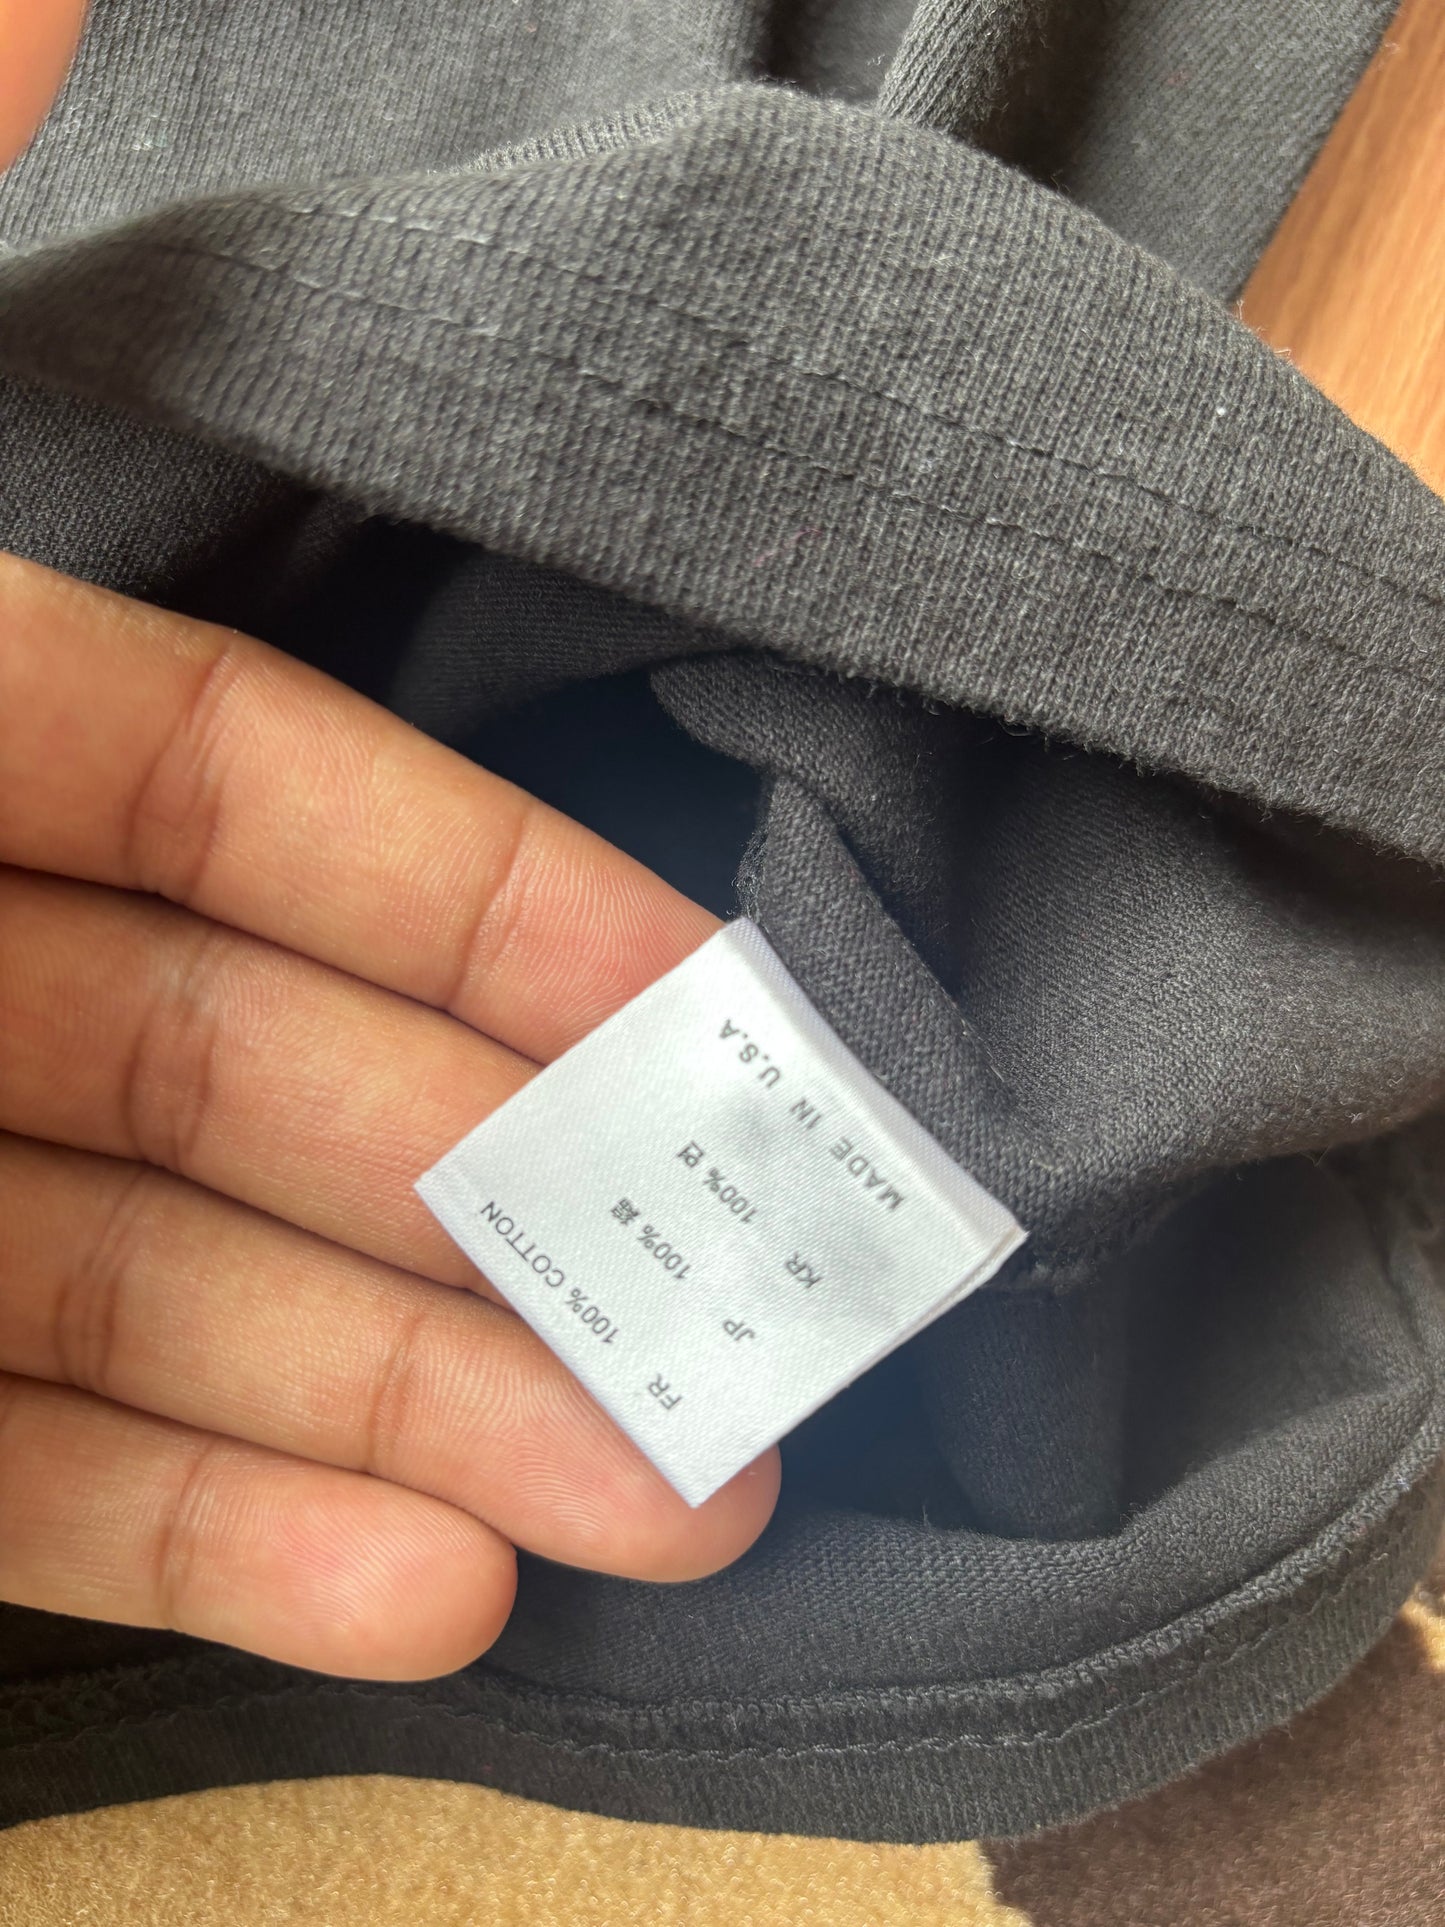 FR 100% COTTON
JP 100% 綿
KR 100% 면
MADE IN U.S.A